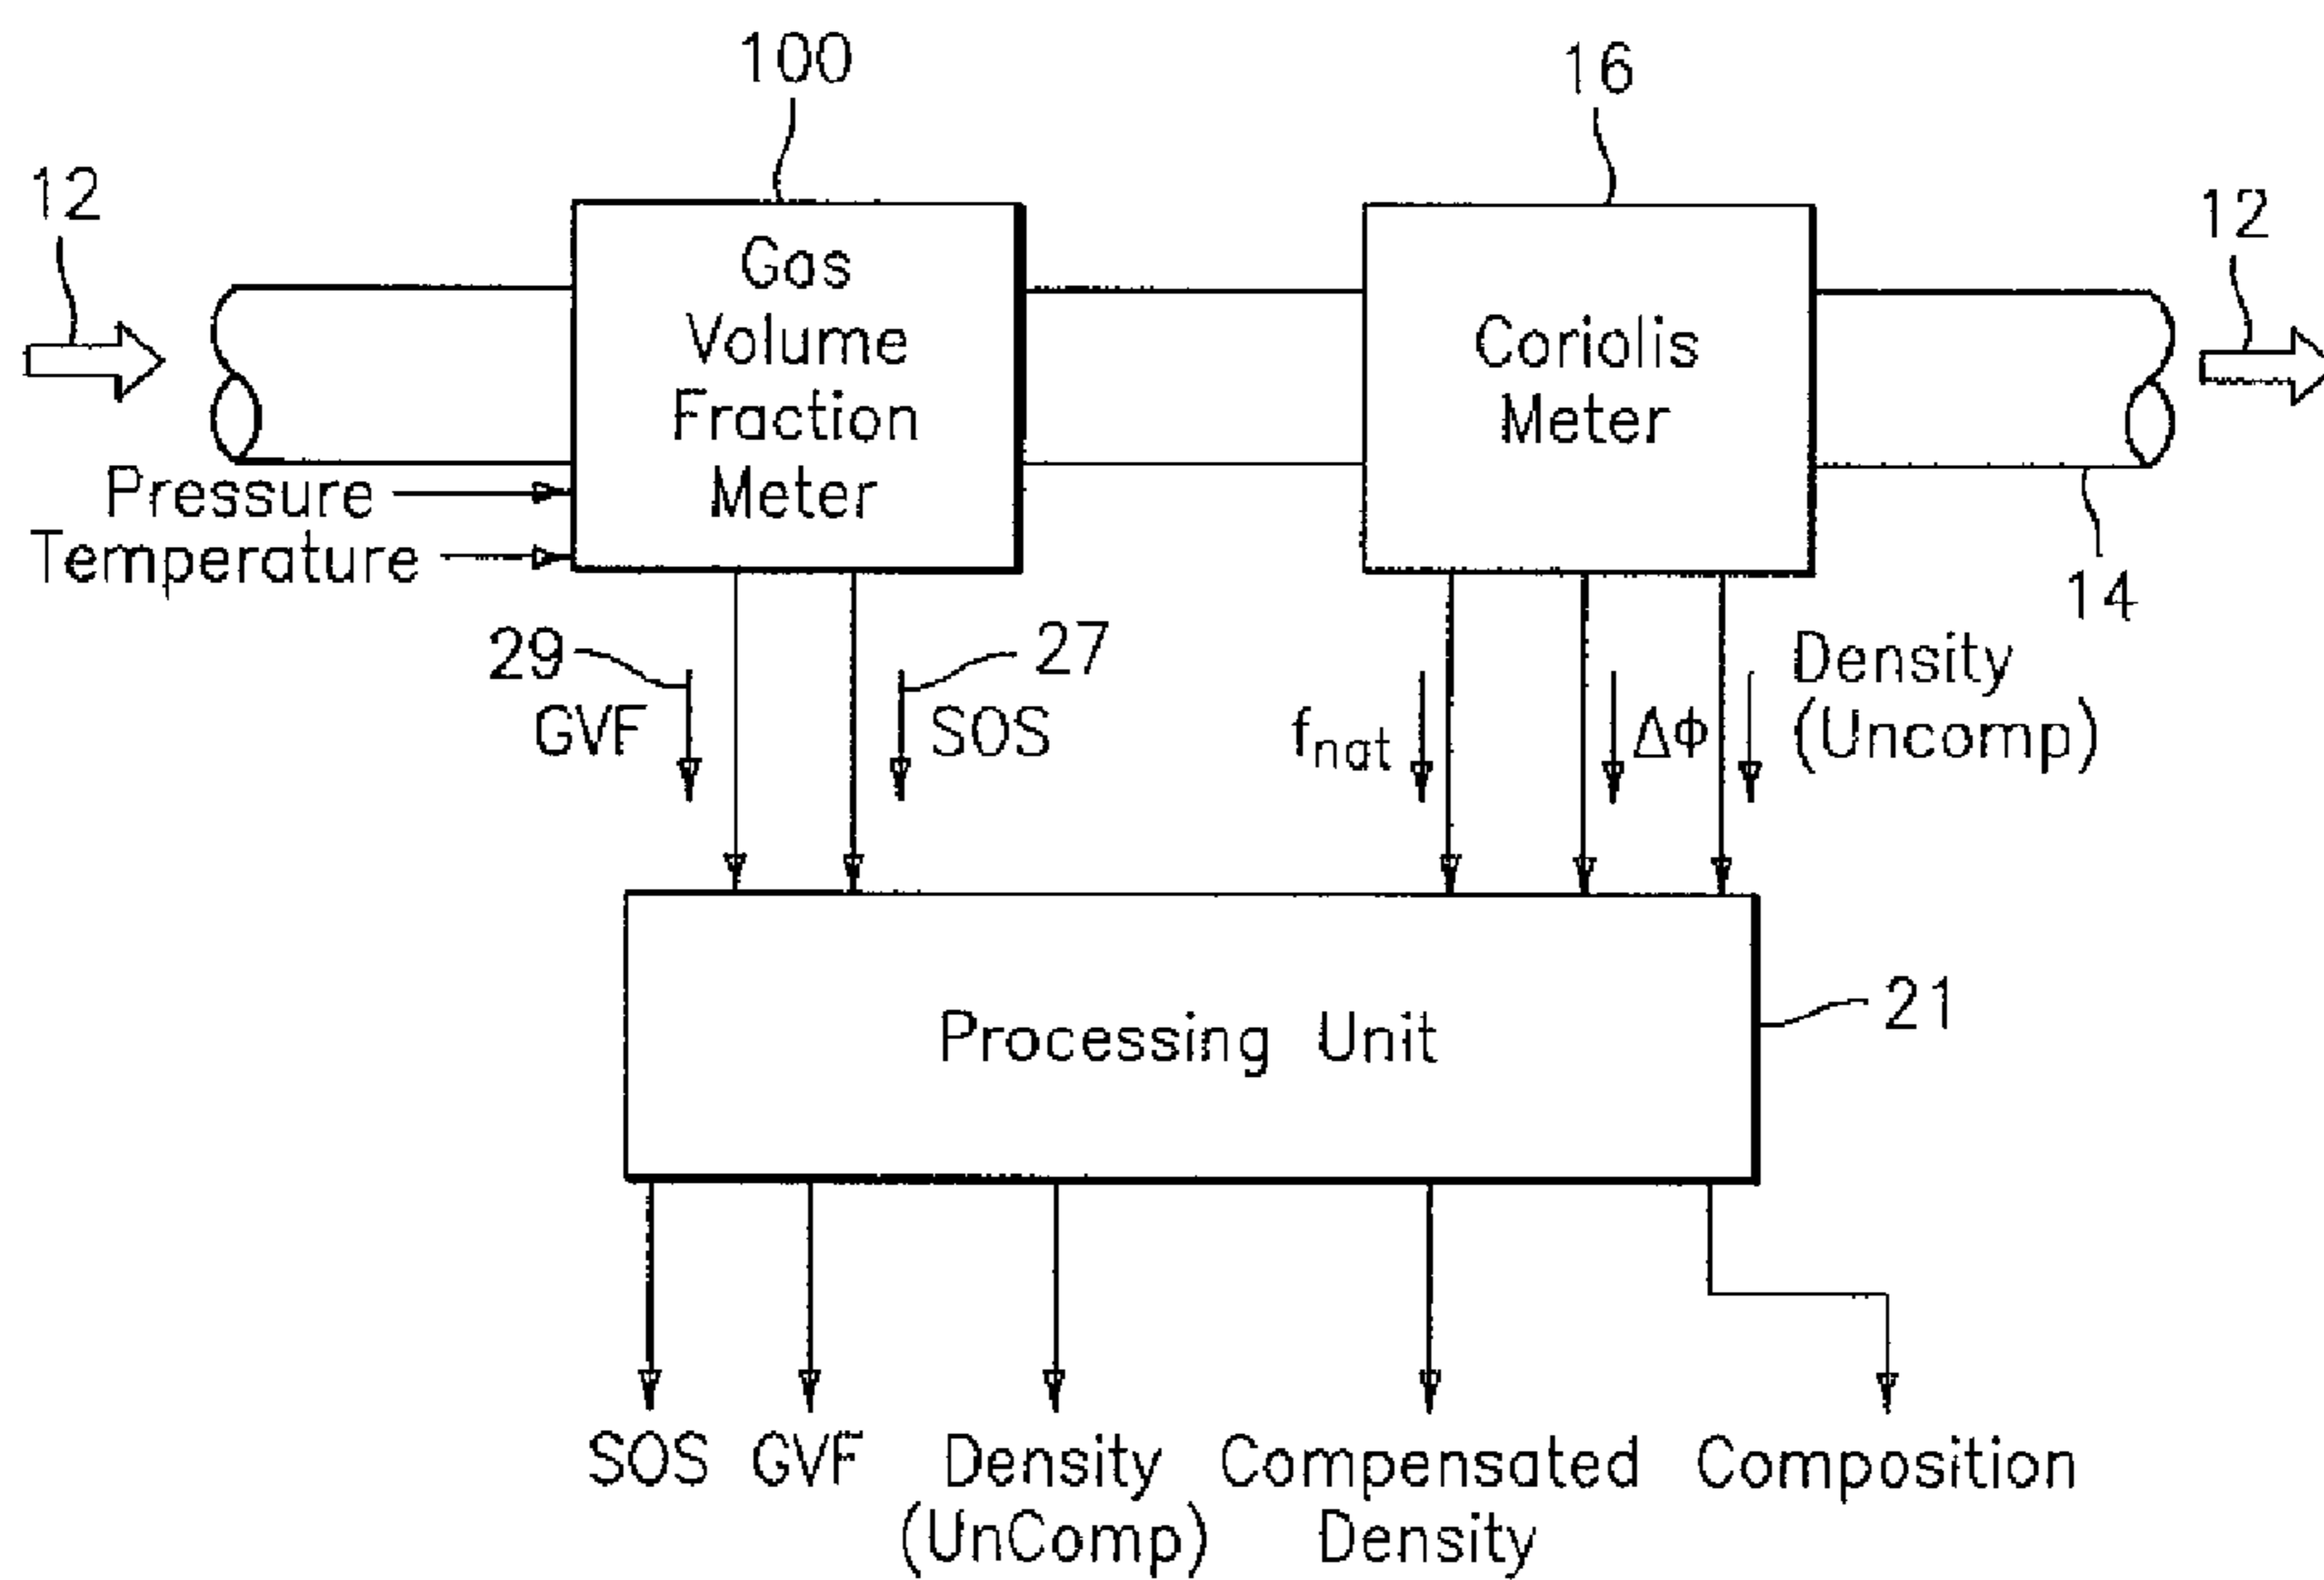 100
16
12
12
Gas
Volume
Fraction
Meter
Coriolis
Meter
Pressure
Temperature
14
29
GVF
27
SOS
fnat
Δϕ
Density
(Uncomp)
Processing Unit
21
SOS
GVF
Density
(UnComp)
Compensated
Density
Composition